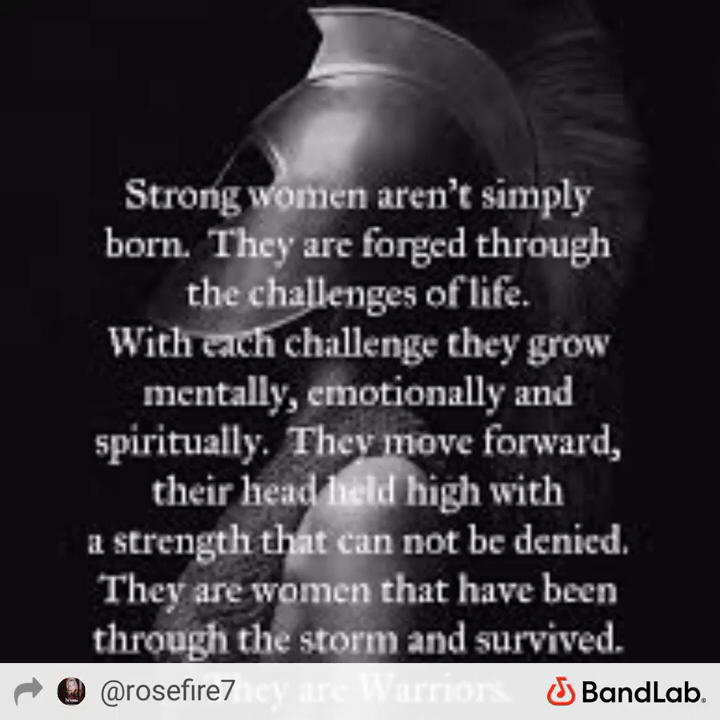 Strong women aren't simply
born. They are forged through
the challenges of life.
With each challenge they grow
mentally, emotionally and
spiritually. They move forward,
their head held high with
a strength that can not be denied.
They are women that have been
through the storm and survived.
They are Warriors.
@rosefire7
BandLab.